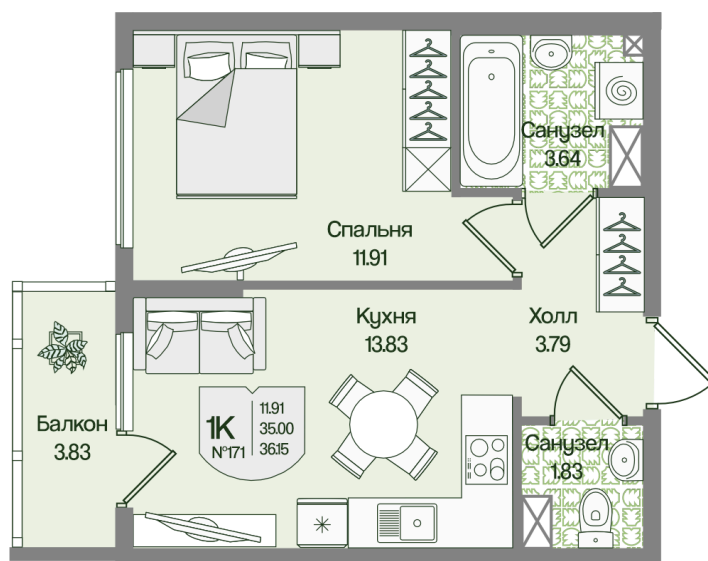 Санузел
3.64
Спальня
11.91
Кухня
13.83
Холл
3.79
Балкон
3.83
1К
№171
11.91
35.00
36.15
Санузел
1.83